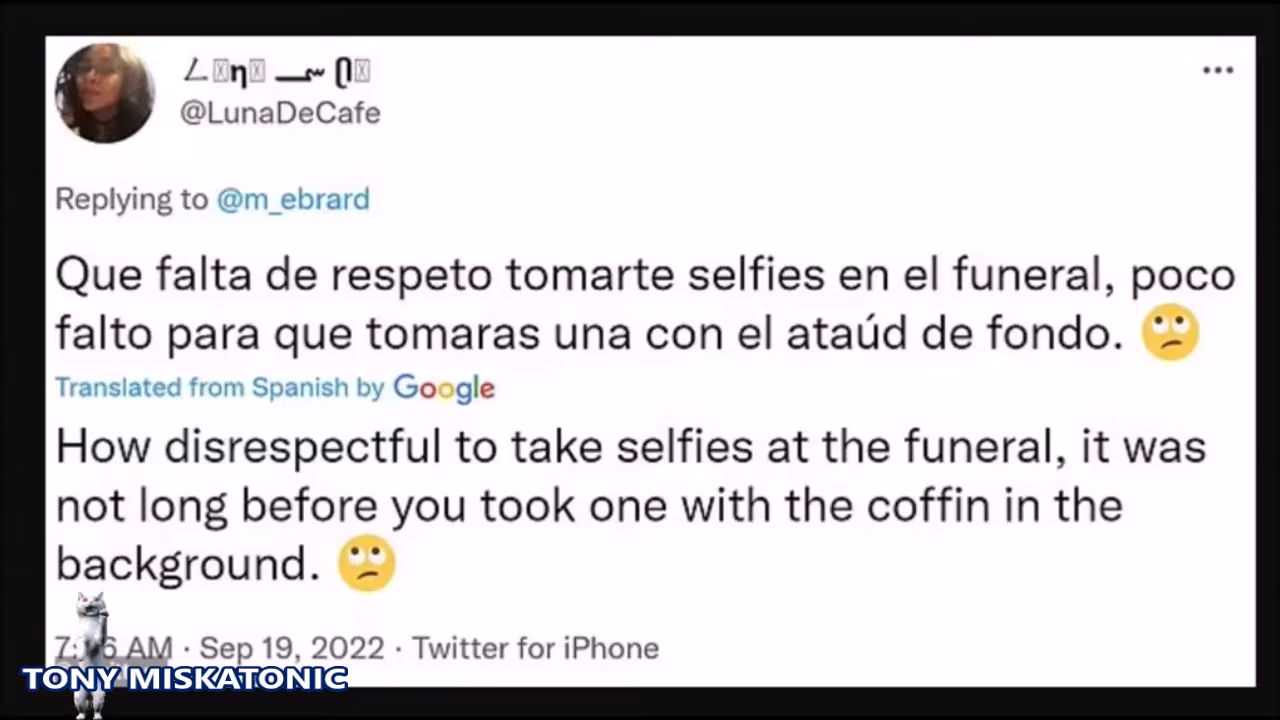 @LunaDeCafe
Replying to @m_ebrard
Que falta de respeto tomarte selfies en el funeral, poco
falto para que tomaras una con el ataúd de fondo. 🙄
Translated from Spanish by Google
How disrespectful to take selfies at the funeral, it was
not long before you took one with the coffin in the
background. 🙄
AM · Sep 19, 2022 · Twitter for iPhone
TONY MISKATONIC